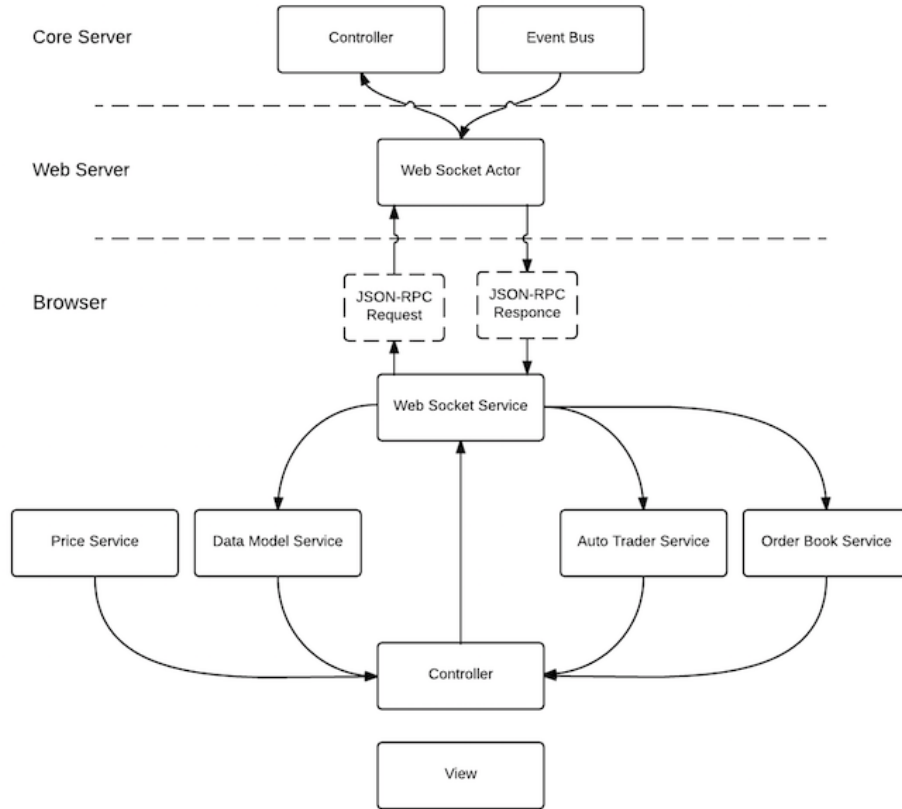 Core Server
Controller
Event Bus
Web Server
Web Socket Actor
Browser
JSON-RPC
Request
JSON-RPC
Responce
Web Socket Service
Price Service
Data Model Service
Auto Trader Service
Order Book Service
Controller
View